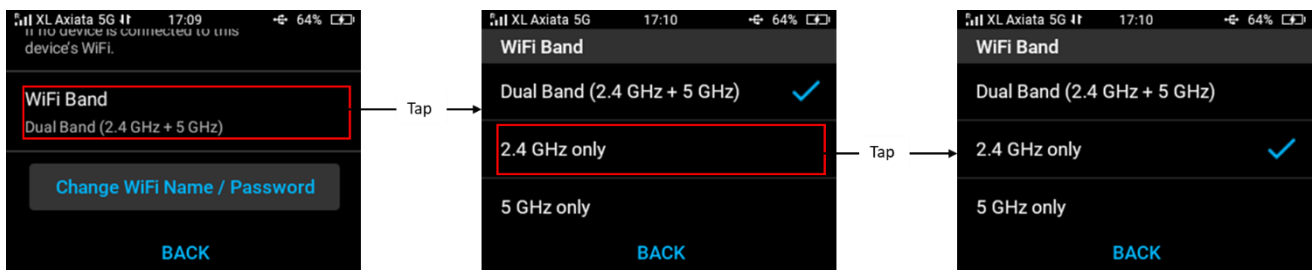 XL Axiata 5G 17:09 64%
If no device is connected to this
device's WiFi.
WiFi Band
Dual Band (2.4 GHz + 5 GHz)
Change WiFi Name / Password
BACK
Tap
XL Axiata 5G 17:10 64%
WiFi Band
Dual Band (2.4 GHz + 5 GHz)
2.4 GHz only
5 GHz only
BACK
Tap
XL Axiata 5G 17:10 64%
WiFi Band
Dual Band (2.4 GHz + 5 GHz)
2.4 GHz only
5 GHz only
BACK